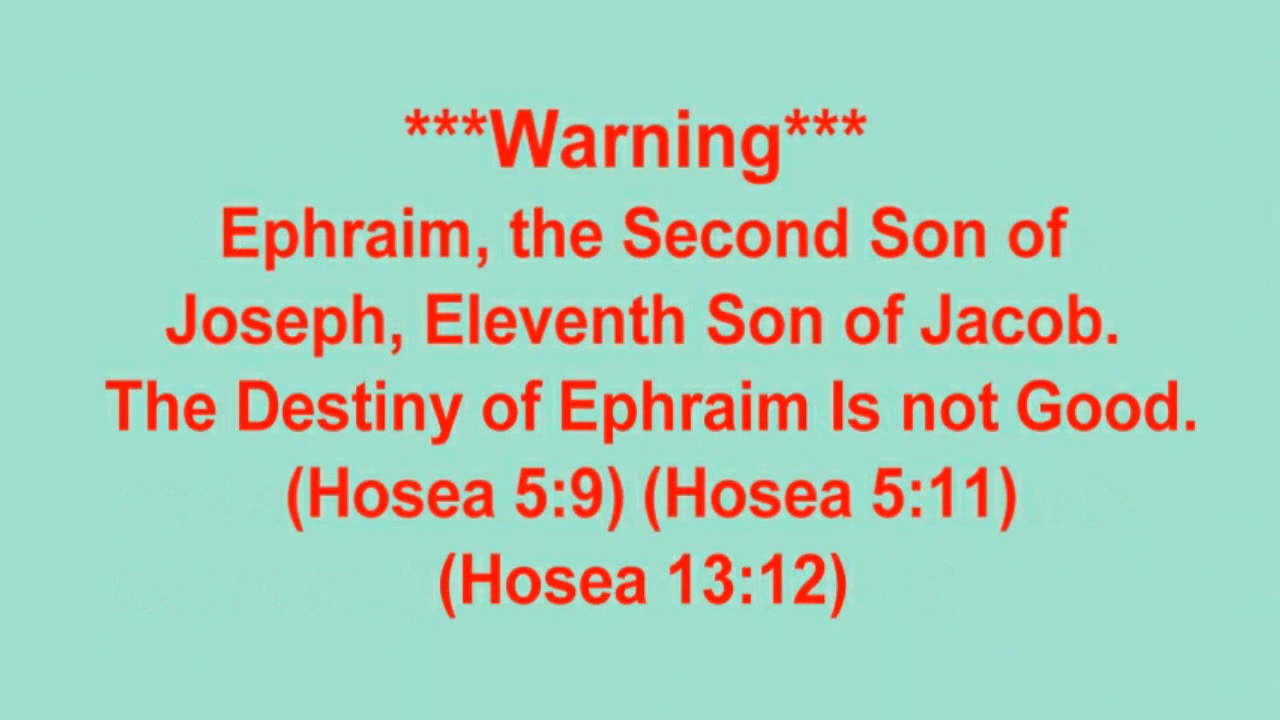 ***Warning***
Ephraim, the Second Son of
Joseph, Eleventh Son of Jacob.
The Destiny of Ephraim Is not Good.
(Hosea 5:9) (Hosea 5:11)
(Hosea 13:12)